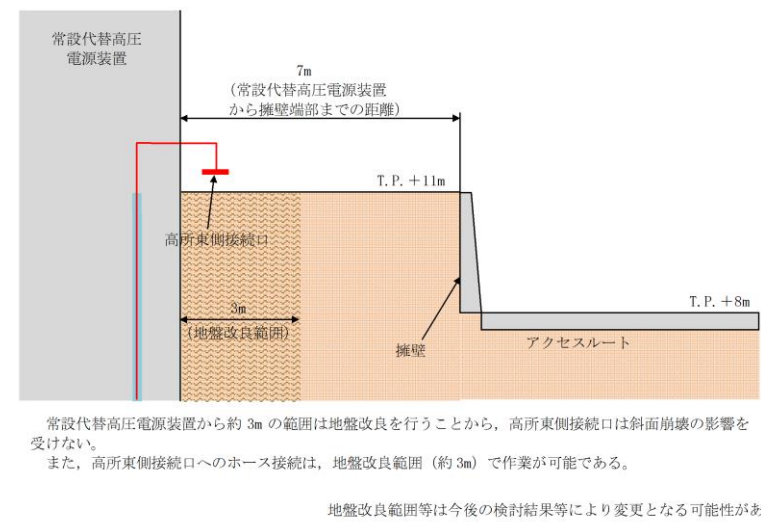 常設代替高圧
電源装置
7m
(常設代替高圧電源装置
から擁壁端部までの距離)
T.P.+11m
高所東側接続口
3m
(地盤改良範囲)
擁壁
T.P.+8m
アクセスルート
常設代替高圧電源装置から約 3m の範囲は地盤改良を行うことから,高所東側接続口は斜面崩壊の影響を
受けない。
また,高所東側接続口へのホース接続は,地盤改良範囲(約3m)で作業が可能である。
地盤改良範囲等は今後の検討結果等により変更となる可能性があ